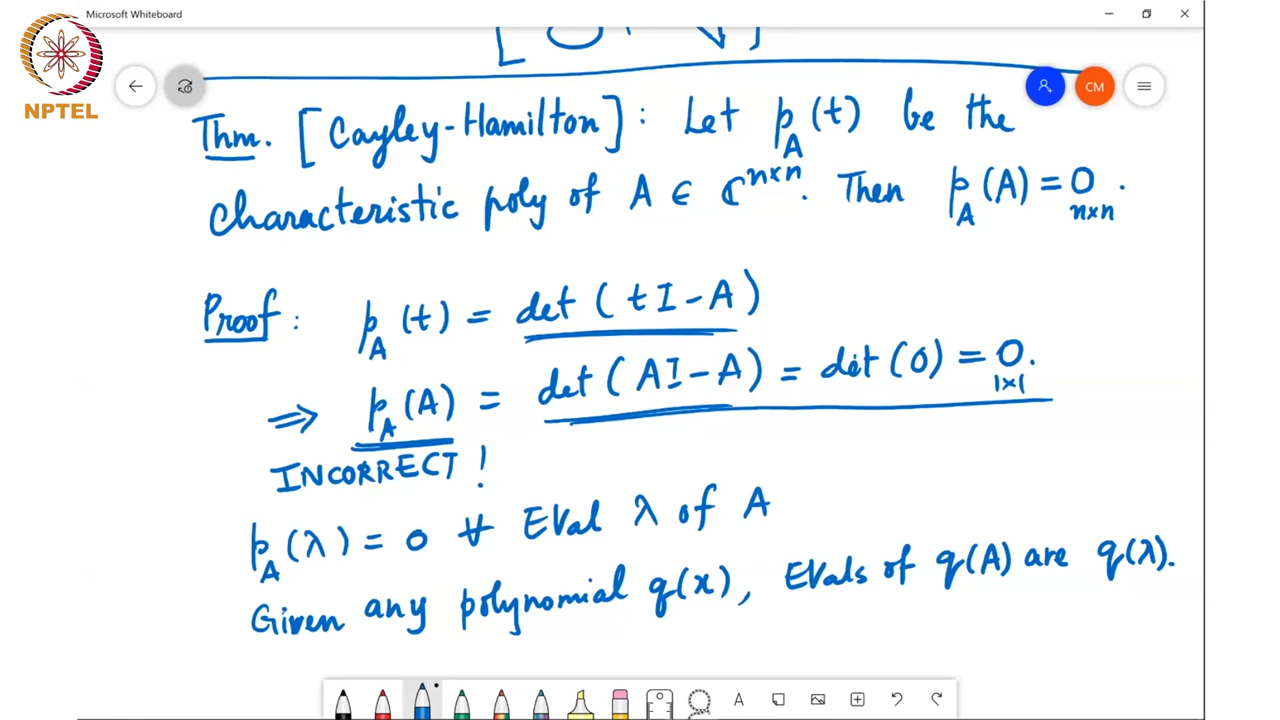 Microsoft Whiteboard
NPTEL
CM
Thm. [Cayley-Hamilton]: Let p_A(t) be the
characteristic poly of A ∈ ℂ^{n×n}. Then p_A(A) = 0_{n×n}.
Proof: p_A(t) = det(tI-A)
⇒ p_A(A) = det(AI-A) = det(0) = 0_{1×1}.
INCORRECT!
p_A(λ) = 0 ∀ EVal λ of A
Given any polynomial q(x), EVals of q(A) are q(λ).
A